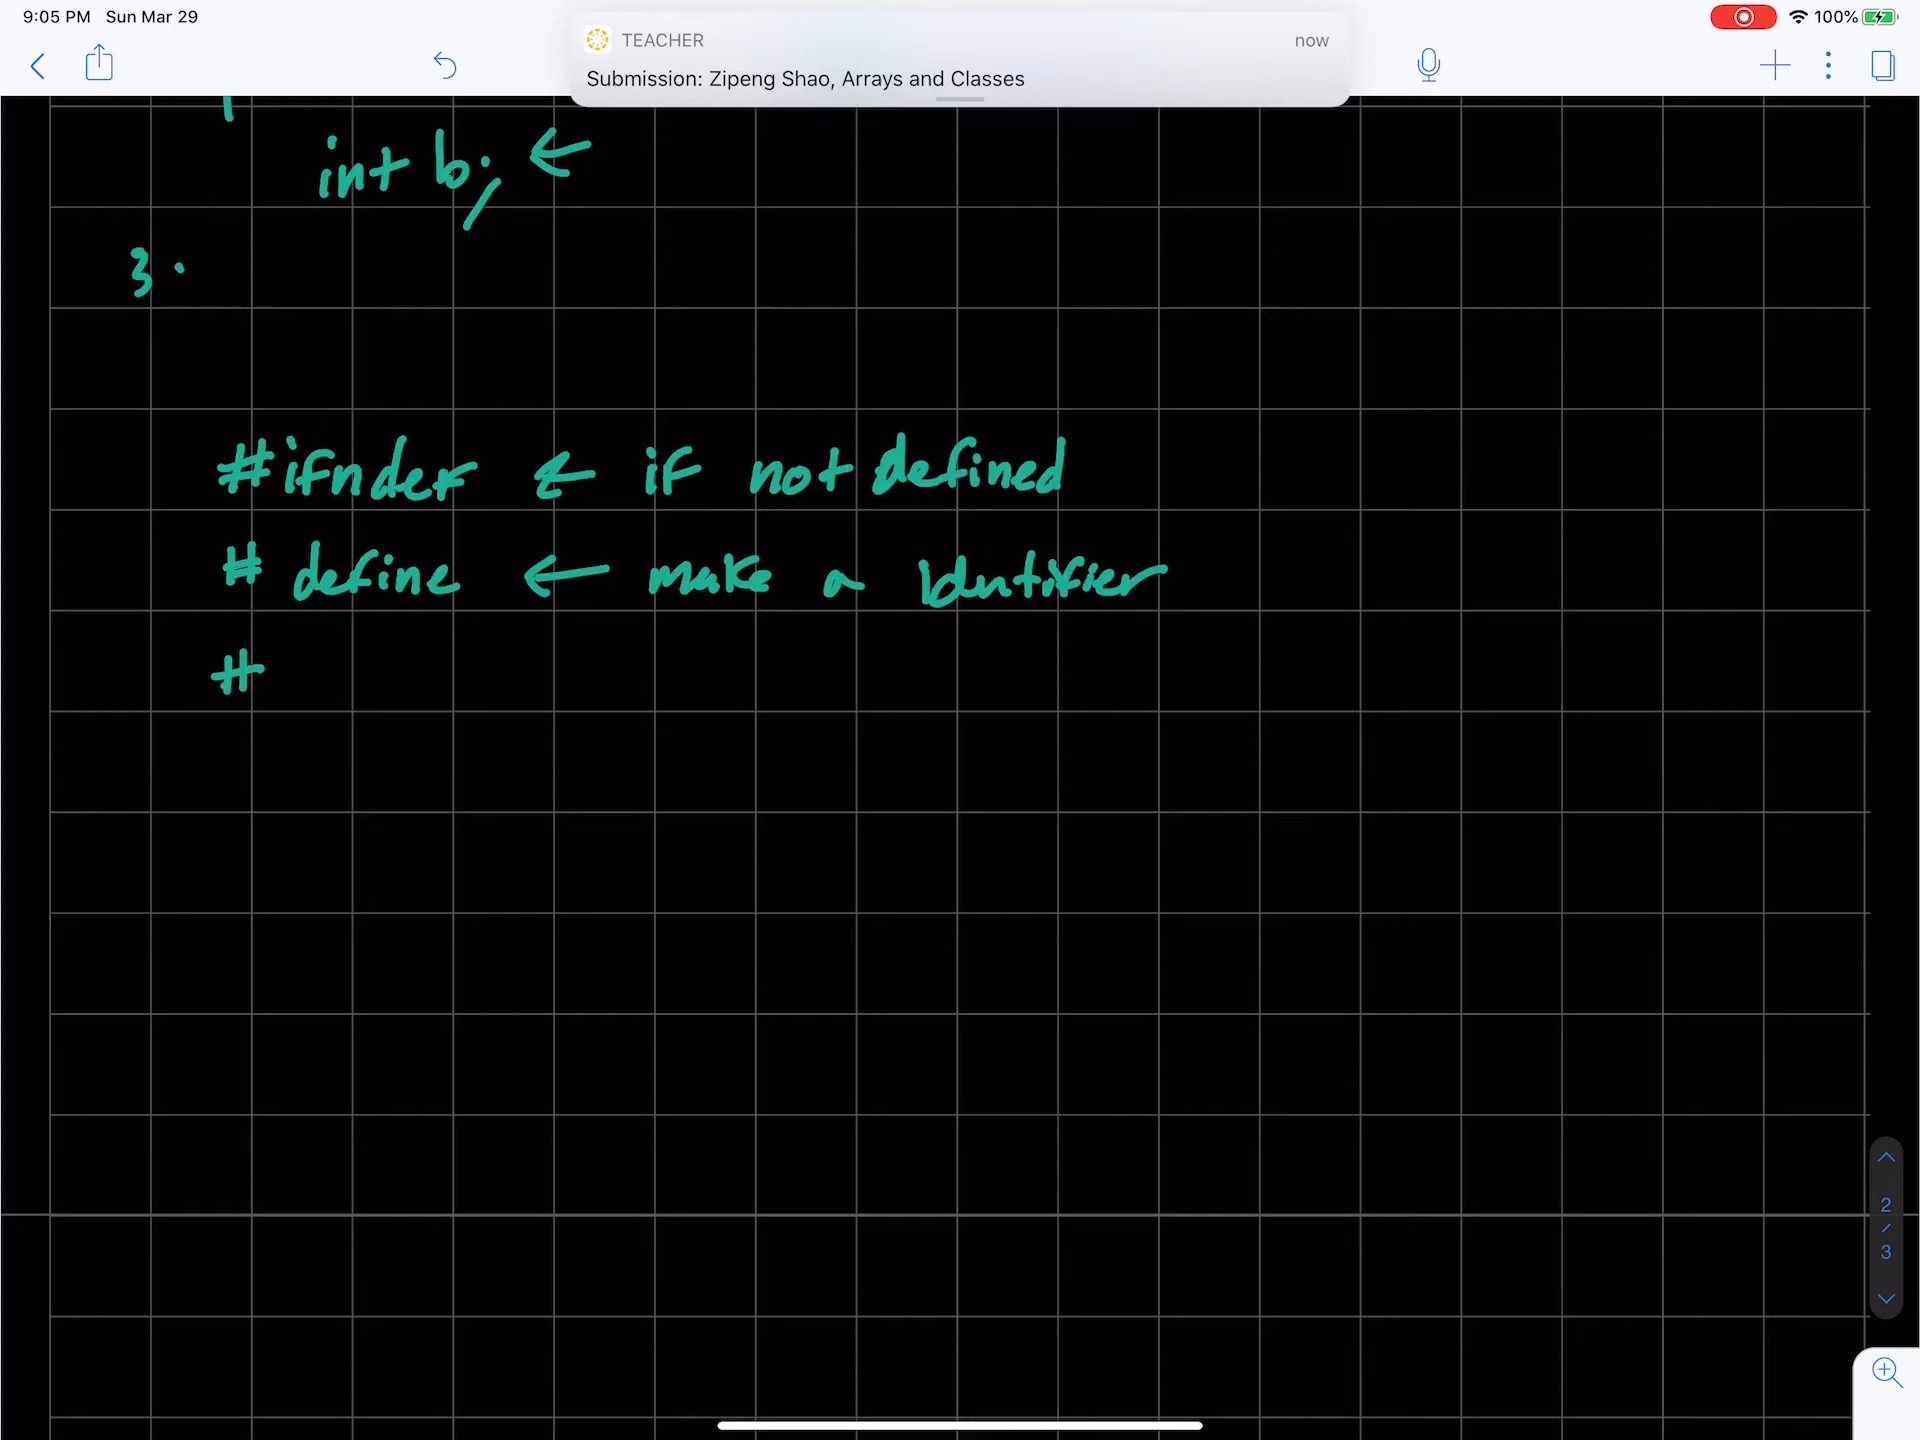 9:05 PM Sun Mar 29
100%
TEACHER
now
Submission: Zipeng Shao, Arrays and Classes
int b; ←
3.
#ifndef ← if not defined
# define ← make a identifier
#
2
/
3